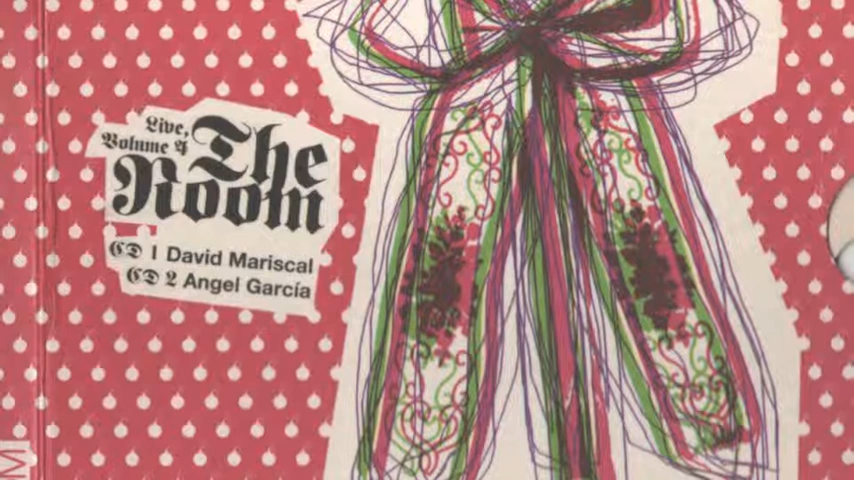 Live,
Volume 4
The
Room
CD 1 David Mariscal
CD 2 Angel García
M